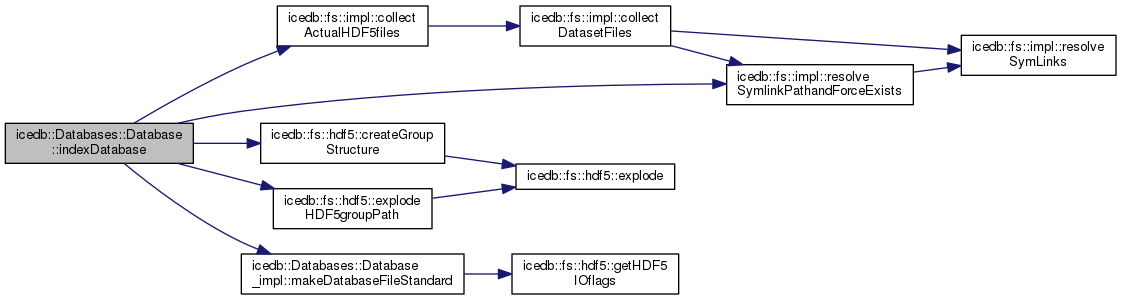 icedb::fs::impl::collect
ActualHDF5files
icedb::fs::impl::collect
DatasetFiles
icedb::fs::impl::resolve
SymLinks
icedb::fs::impl::resolve
SymlinkPathandForceExists
icedb::Databases::Database
::indexDatabase
icedb::fs::hdf5::createGroup
Structure
icedb::fs::hdf5::explode
icedb::fs::hdf5::explode
HDF5groupPath
icedb::Databases::Database
_impl::makeDatabaseFileStandard
icedb::fs::hdf5::getHDF5
IOflags